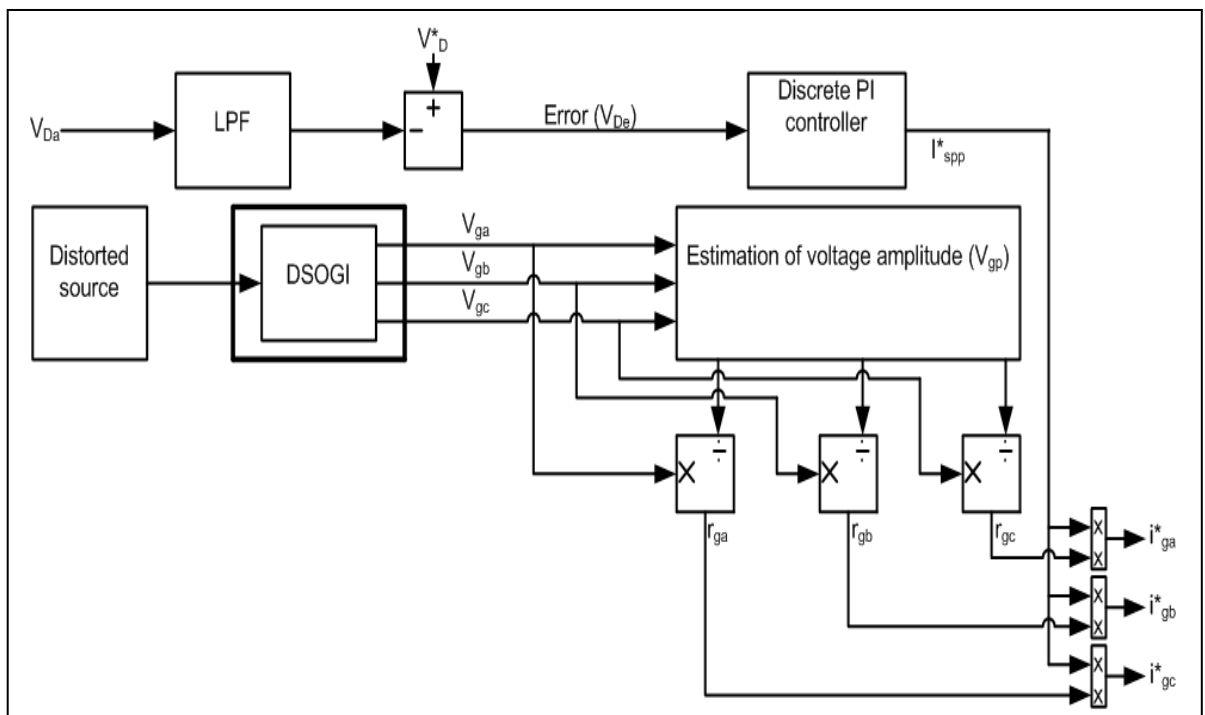 V*D
VDa
LPF
+
-
Error (VDe)
Discrete PI
controller
I*spp
Distorted
source
DSOGI
Vga
Vgb
Vgc
Estimation of voltage amplitude (Vgp)
÷
÷
÷
X
X
X
rga
rgb
rgc
X
X
i*ga
X
X
i*gb
X
X
i*gc